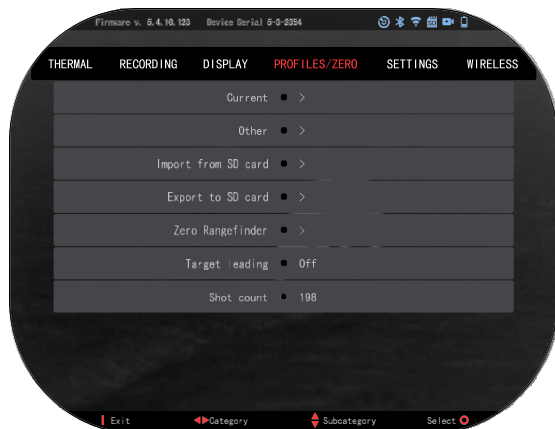 Firmware v. 5.4.10.123 Device Serial 5-3-2354
THERMAL RECORDING DISPLAY PROFILES/ZERO SETTINGS WIRELESS
Current >
Other >
Import from SD card >
Export to SD card >
Zero Rangefinder >
Target leading Off
Shot count 198
Exit Category Subcategory Select